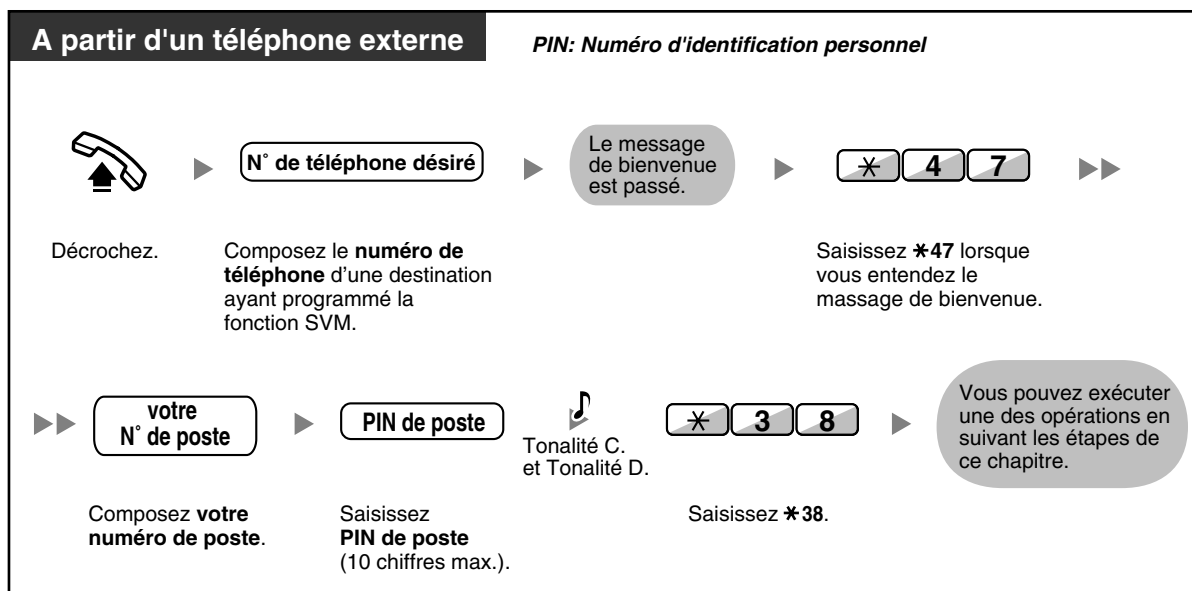 A partir d'un téléphone externe
PIN: Numéro d'identification personnel
N° de téléphone désiré
Le message
de bienvenue
est passé.
* 4 7
Décrochez.
Composez le numéro de
téléphone d’une destination
ayant programmé la
fonction SVM.
Saisissez *47 lorsque
vous entendez le
massage de bienvenue.
votre
N° de poste
PIN de poste
Tonalité C.
et Tonalité D.
* 3 8
Vous pouvez exécuter
une des opérations en
suivant les étapes de
ce chapitre.
Composez votre
numéro de poste.
Saisissez
PIN de poste
(10 chiffres max.).
Saisissez *38.